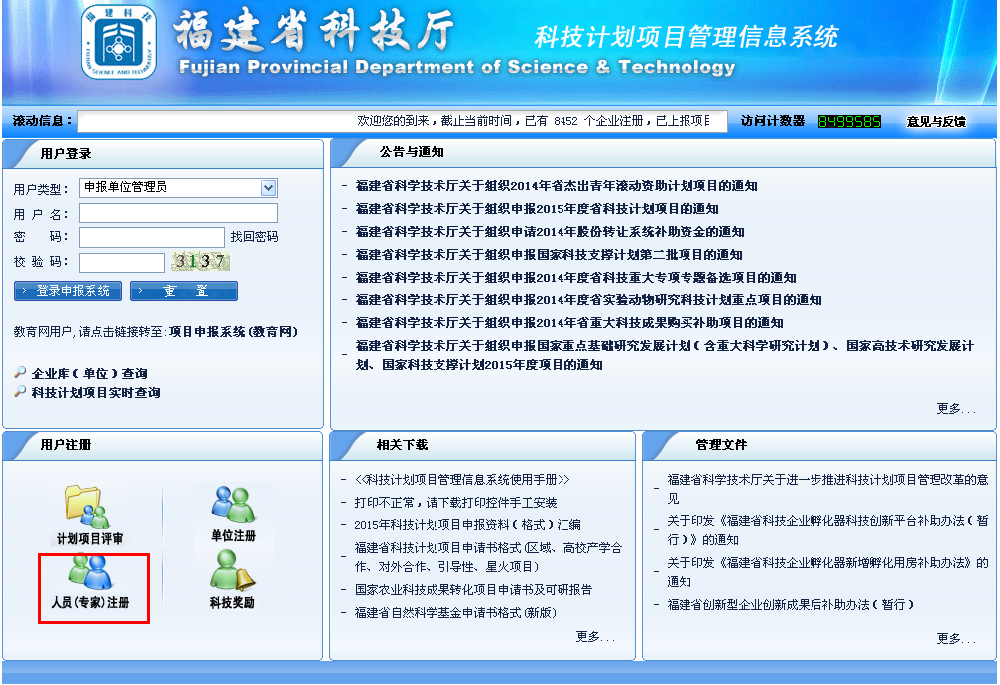 福建科技
FUJIAN SCIENCE AND TECHNOLOGY
福建省科技厅
科技计划项目管理信息系统
Fujian Provincial Department of Science & Technology
滚动信息：
欢迎您的到来，截止当前时间，已有 8452 个企业注册，已上报项目
访问计数器
8499585
意见与反馈
用户登录
用户类型：
申报单位管理员
用 户 名：
密 码：
找回密码
校 验 码：
3137
登录申报系统
重 置
教育网用户,请点击链接转至:项目申报系统(教育网)
企业库（单位）查询
科技计划项目实时查询
公告与通知
- 福建省科学技术厅关于组织2014年省杰出青年滚动资助计划项目的通知
- 福建省科学技术厅关于组织申报2015年度省科技计划项目的通知
- 福建省科学技术厅关于组织申请2014年股份转让系统补助资金的通知
- 福建省科学技术厅关于组织申报国家科技支撑计划第二批项目的通知
- 福建省科学技术厅关于组织申报2014年度省科技重大专项专题备选项目的通知
- 福建省科学技术厅关于组织申报2014年度省实验动物研究科技计划重点项目的通知
- 福建省科学技术厅关于组织申报2014年省重大科技成果购买补助项目的通知
- 福建省科学技术厅关于组织申报国家重点基础研究发展计划（含重大科学研究计划）、国家高技术研究发展计
划、国家科技支撑计划2015年度项目的通知
更多...
用户注册
计划项目评审
单位注册
人员(专家)注册
科技奖励
相关下载
- <<科技计划项目管理信息系统使用手册>>
- 打印不正常，请下载打印控件手工安装
- 2015年科技计划项目申报资料（格式）汇编
- 福建省科技计划项目申请书格式(区域、高校产学合
作、对外合作、引导性、星火项目)
- 国家农业科技成果转化项目申请书及可研报告
- 福建省自然科学基金申请书格式(新版)
更多...
管理文件
- 福建省科学技术厅关于进一步推进科技计划项目管理改革的意
见
- 关于印发《福建省科技企业孵化器科技创新平台补助办法（暂
行）》的通知
- 关于印发《福建省科技企业孵化器新增孵化用房补助办法》的
通知
- 福建省创新型企业创新成果后补助办法（暂行）
更多...